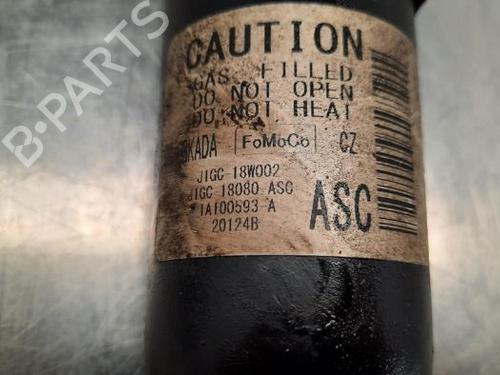 CAUTION
GAS FILLED
DO NOT OPEN
DO NOT HEAT
FoMoCo CZ
J1GC 18W002
J1GC 18080 ASC
1A100593 A
20124B
ASC
B-PARTS